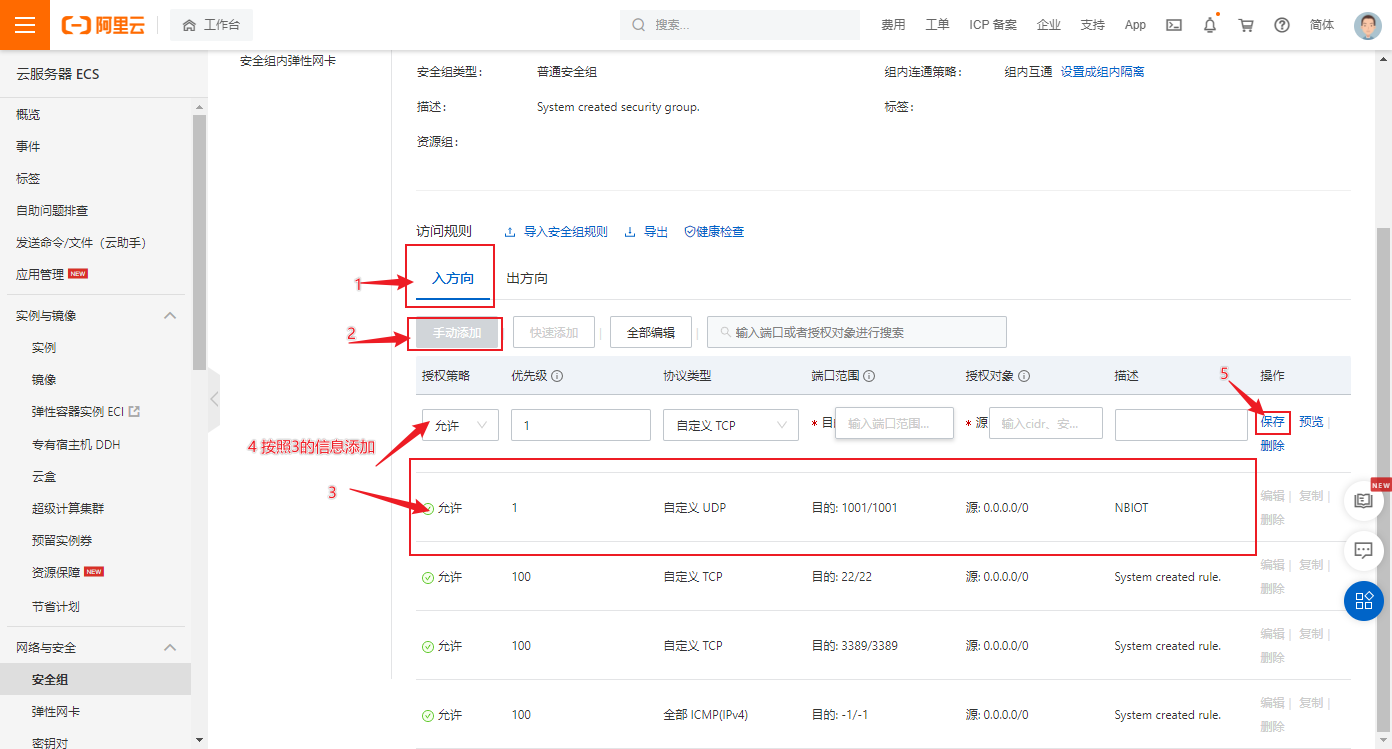 阿里云
工作台
搜索...
费用 工单 ICP 备案 企业 支持 App 简体
云服务器 ECS
概览
事件
标签
自助问题排查
发送命令/文件（云助手）
应用管理 NEW
实例与镜像
实例
镜像
弹性容器实例 ECI
专有宿主机 DDH
云盒
超级计算集群
预留实例券
资源保障 NEW
节省计划
网络与安全
安全组
弹性网卡
密钥对
安全组内弹性网卡
安全组类型： 普通安全组 组内连通策略： 组内互通 设置成组内隔离
描述： System created security group. 标签：
资源组：
访问规则 导入安全组规则 导出 健康检查
1 入方向 出方向
2 手动添加 快速添加 全部编辑 输入端口或者授权对象进行搜索
授权策略 优先级 协议类型 端口范围 授权对象 描述 操作
5
允许 1 自定义 TCP * 目 输入端口范围... * 源 输入cidr、安... 保存 预览
删除
4 按照3的信息添加
3
允许 1 自定义 UDP 目的: 1001/1001 源: 0.0.0.0/0 NBIOT 编辑 复制
删除
允许 100 自定义 TCP 目的: 22/22 源: 0.0.0.0/0 System created rule. 编辑 复制
删除
允许 100 自定义 TCP 目的: 3389/3389 源: 0.0.0.0/0 System created rule. 编辑 复制
删除
允许 100 全部 ICMP(IPv4) 目的: -1/-1 源: 0.0.0.0/0 System created rule. 编辑 复制
删除
NEW